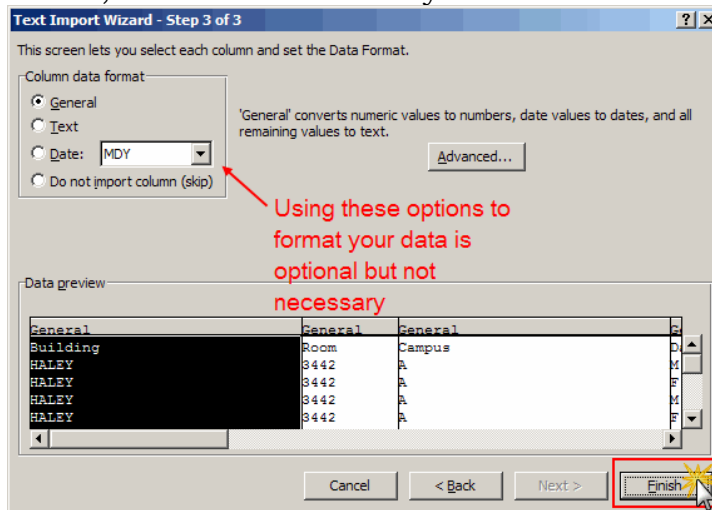 Text Import Wizard - Step 3 of 3
This screen lets you select each column and set the Data Format.
Column data format
General
Text
Date: MDY
Do not import column (skip)
'General' converts numeric values to numbers, date values to dates, and all
remaining values to text.
Advanced...
Using these options to
format your data is
optional but not
necessary
Data preview
General General General
Building Room Campus
HALEY 3442 A M
HALEY 3442 A F
HALEY 3442 A M
HALEY 3442 A F
Cancel < Back Next > Finish